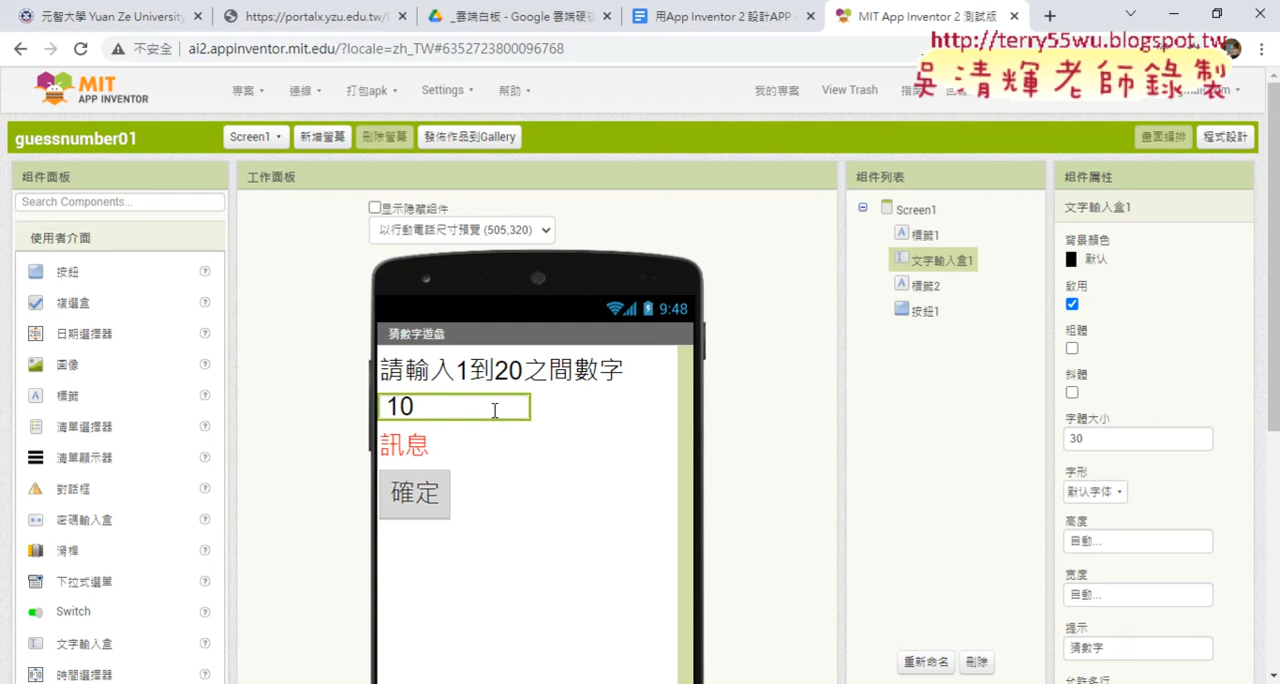 元智大學 Yuan Ze University
https://portalx.yzu.edu.tw/
_雲端白板 - Google 雲端硬
用App Inventor 2 設計APP -
MIT App Inventor 2 測試版
不安全
ai2.appinventor.mit.edu/?locale=zh_TW#6352723800096768
http://terry55wu.blogspot.tw
吳清輝老師錄製
MIT
APP INVENTOR
專案
連線
打包apk
Settings
幫助
我的專案
View Trash
guessnumber01
Screen1
新增螢幕
刪除螢幕
發佈作品到Gallery
畫面編排
程式設計
組件面板
工作面板
組件列表
組件屬性
Search Components...
使用者介面
按鈕
複選盒
日期選擇器
圖像
標籤
清單選擇器
清單顯示器
對話框
密碼輸入盒
滑桿
下拉式選單
Switch
文字輸入盒
時間選擇器
显示隐藏组件
以行動電話尺寸預覽 (505,320)
9:48
猜數字遊戲
請輸入1到20之間數字
10
訊息
確定
Screen1
標籤1
文字輸入盒1
標籤2
按鈕1
重新命名
刪除
文字輸入盒1
背景顏色
默认
啟用
粗體
斜體
字體大小
30
字形
默认字体
高度
自動...
宽度
自動...
提示
猜數字
允許多行